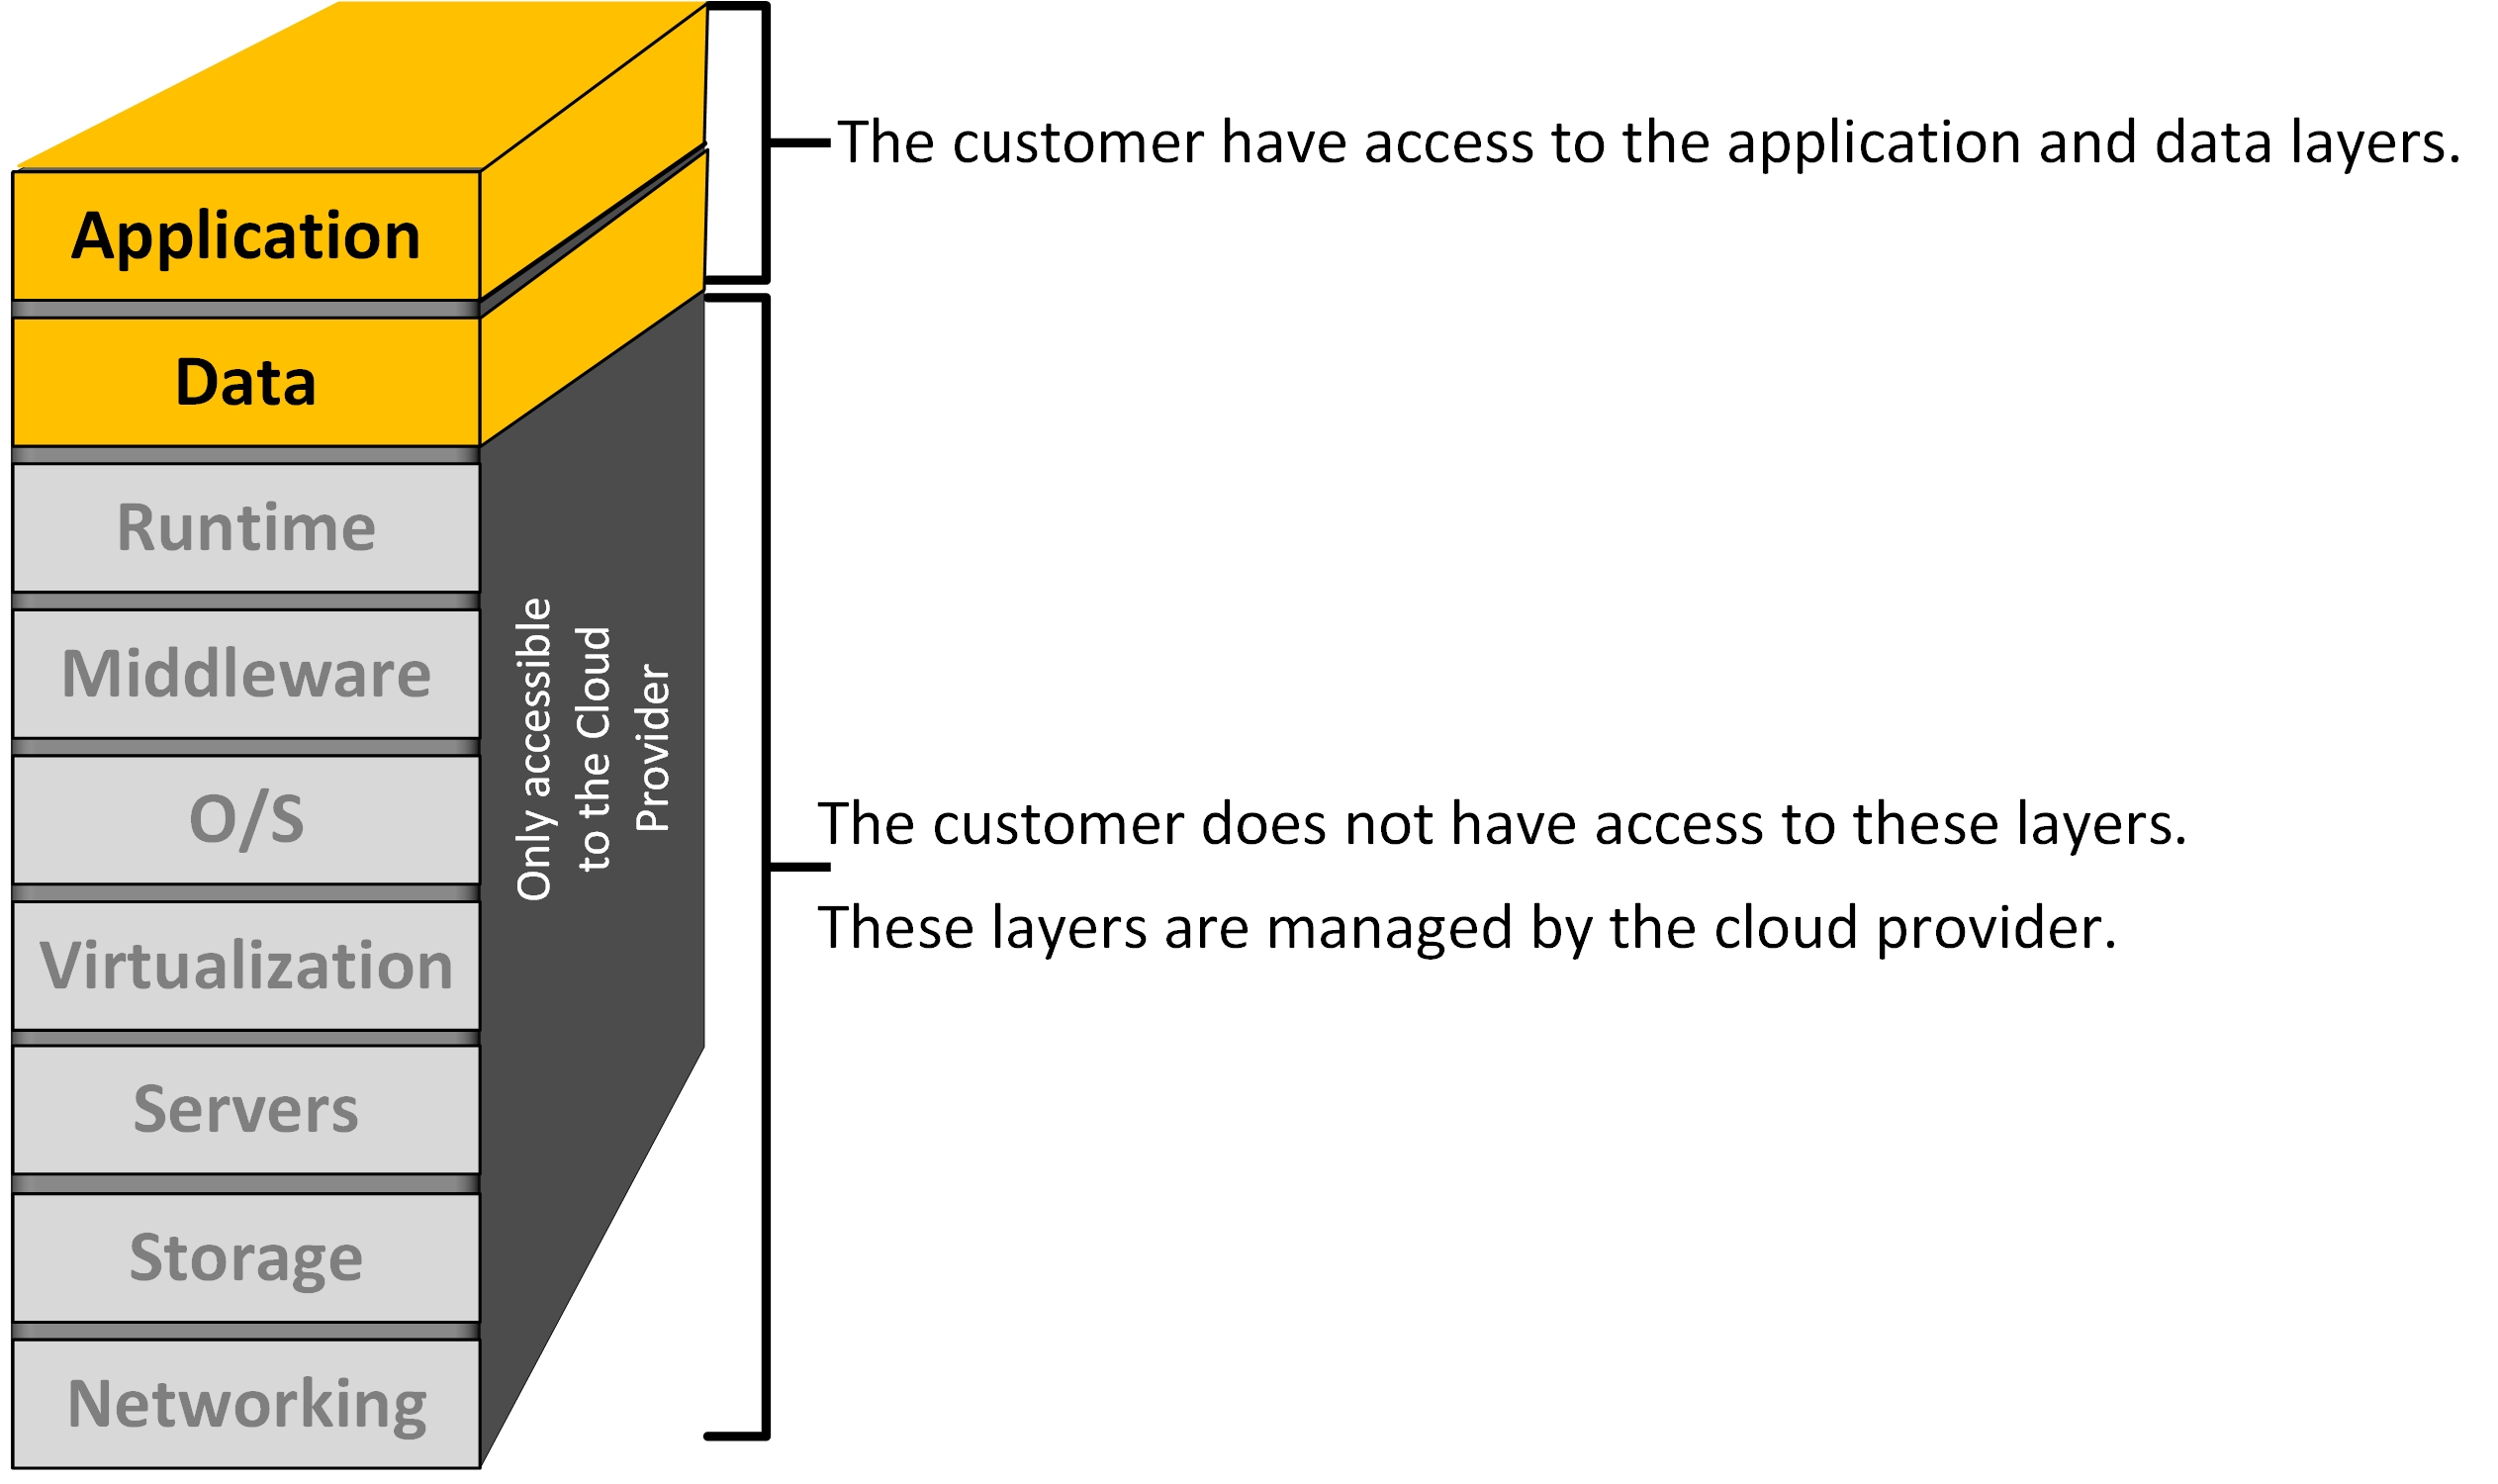 The customer have access to the application and data layers.
Application
Data
Runtime
Middleware
O/S
Virtualization
Servers
Storage
Networking
Only accessible
to the Cloud
Provider
The customer does not have access to these layers.
These layers are managed by the cloud provider.